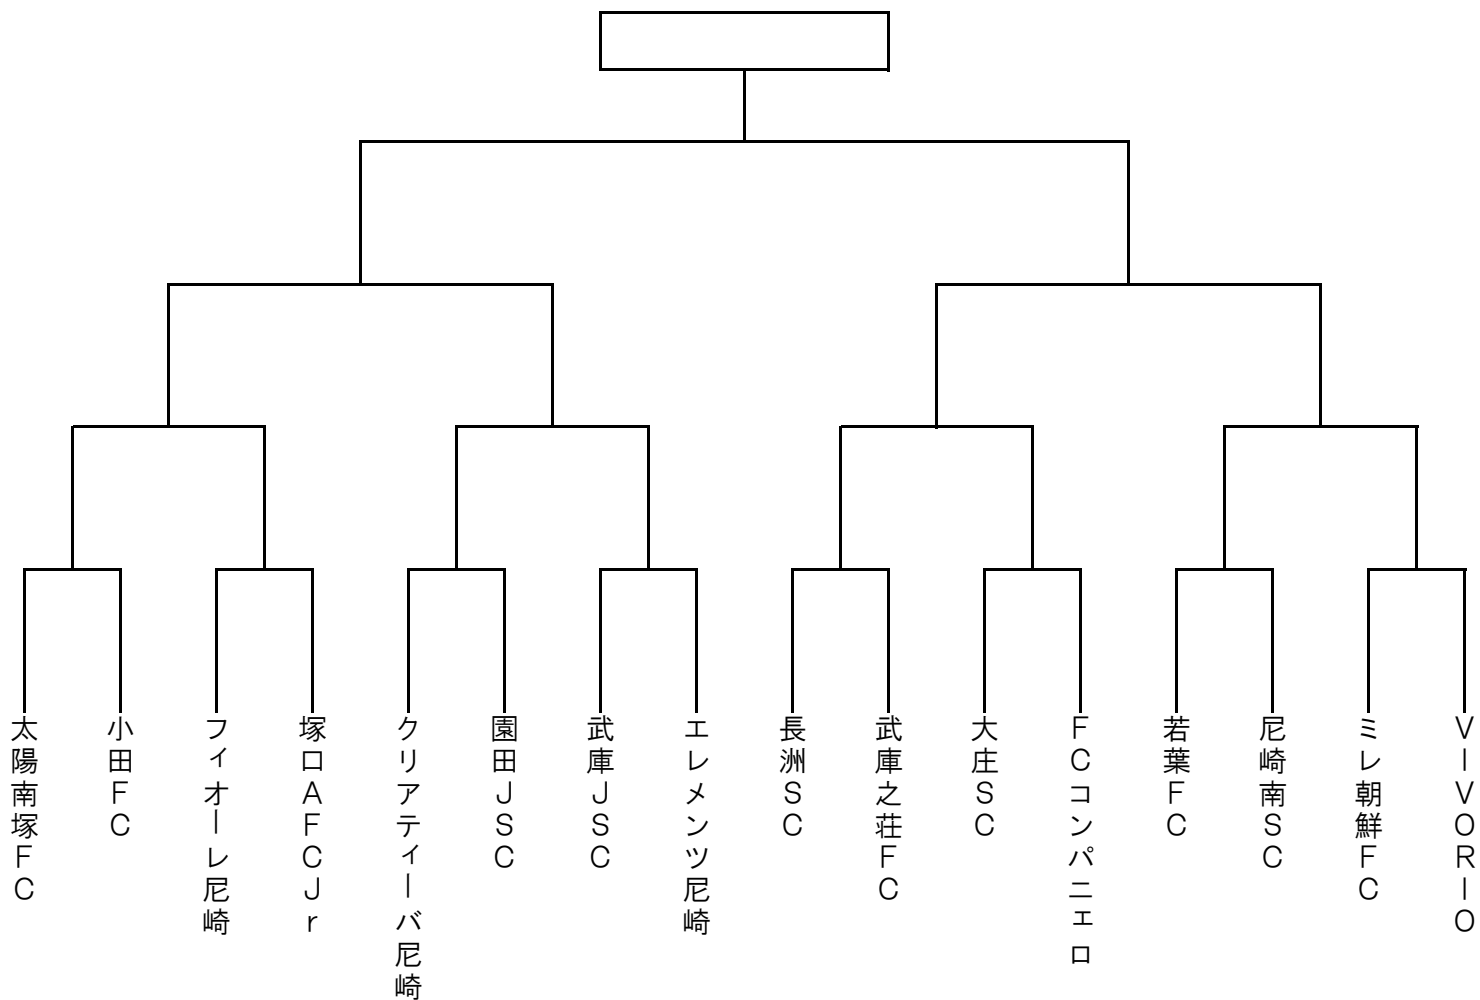 太陽南塚FC
小田FC
フィオーレ尼崎
塚口AFCJr
クリアティーバ尼崎
園田JSC
武庫JSC
エレメンツ尼崎
長洲SC
武庫之荘FC
大庄SC
FCコンパニェロ
若葉FC
尼崎南SC
ミレ朝鮮FC
VIVORIO